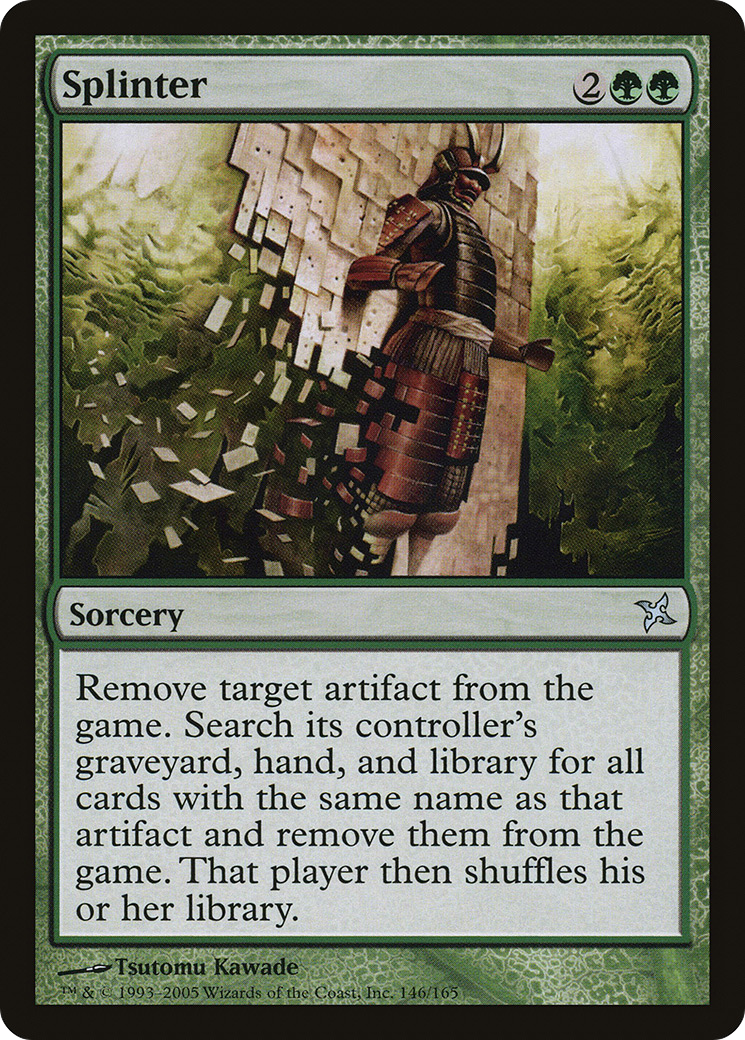 Splinter 2
Sorcery
Remove target artifact from the
game. Search its controller's
graveyard, hand, and library for all
cards with the same name as that
artifact and remove them from the
game. That player then shuffles his
or her library.
Tsutomu Kawade
™ & © 1993–2005 Wizards of the Coast, Inc. 146/165